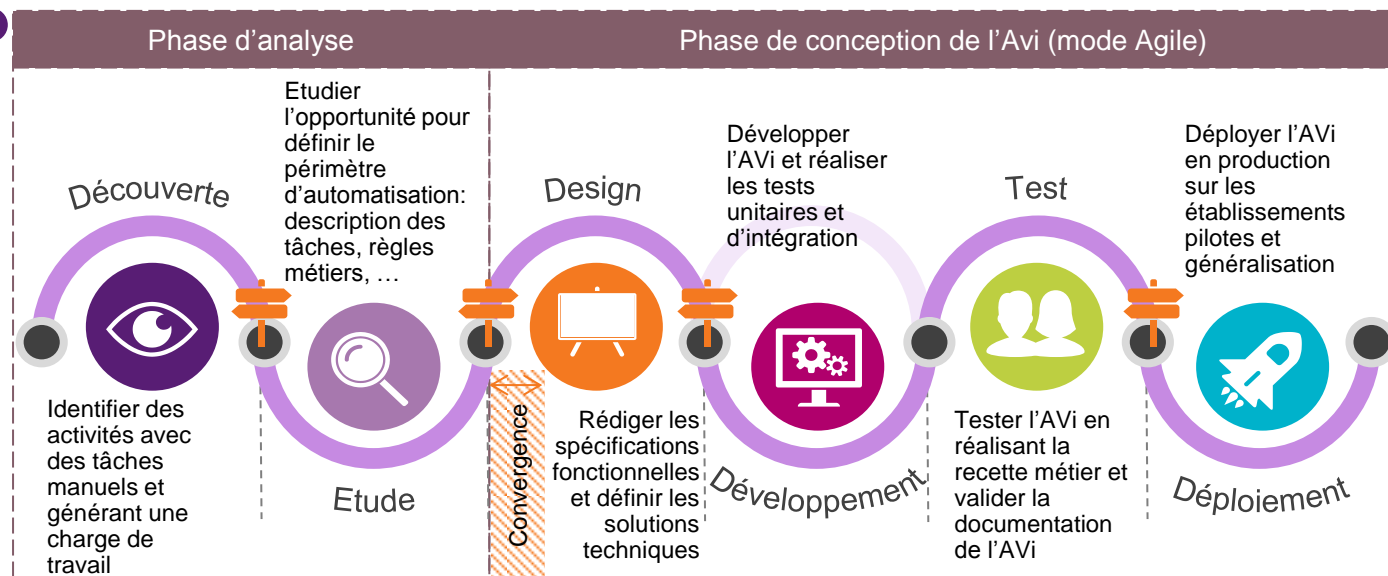 Phase d’analyse
Phase de conception de l’Avi (mode Agile)
Découverte
Identifier des
activités avec
des tâches
manuels et
générant une
charge de
travail
Etudier
l’opportunité pour
définir le
périmètre
d’automatisation:
description des
tâches, règles
métiers, …
Etude
Convergence
Design
Rédiger les
spécifications
fonctionnelles
et définir les
solutions
techniques
Développer
l’AVi et réaliser
les tests
unitaires et
d’intégration
Développement
Test
Tester l’AVi en
réalisant la
recette métier et
valider la
documentation
de l’AVi
Déployer l’AVi
en production
sur les
établissements
pilotes et
généralisation
Déploiement